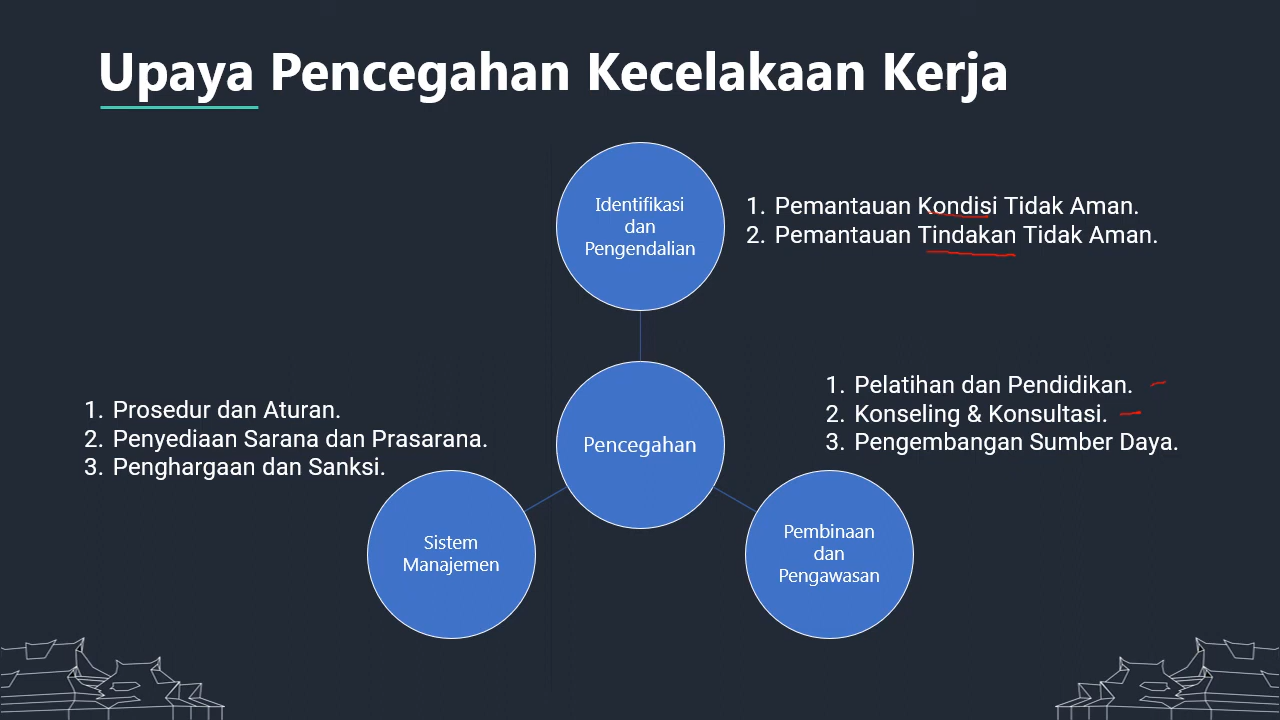 Upaya Pencegahan Kecelakaan Kerja
Identifikasi
dan
Pengendalian
1. Pemantauan Kondisi Tidak Aman.
2. Pemantauan Tindakan Tidak Aman.
Pencegahan
1. Pelatihan dan Pendidikan.
2. Konseling & Konsultasi.
3. Pengembangan Sumber Daya.
1. Prosedur dan Aturan.
2. Penyediaan Sarana dan Prasarana.
3. Penghargaan dan Sanksi.
Sistem
Manajemen
Pembinaan
dan
Pengawasan